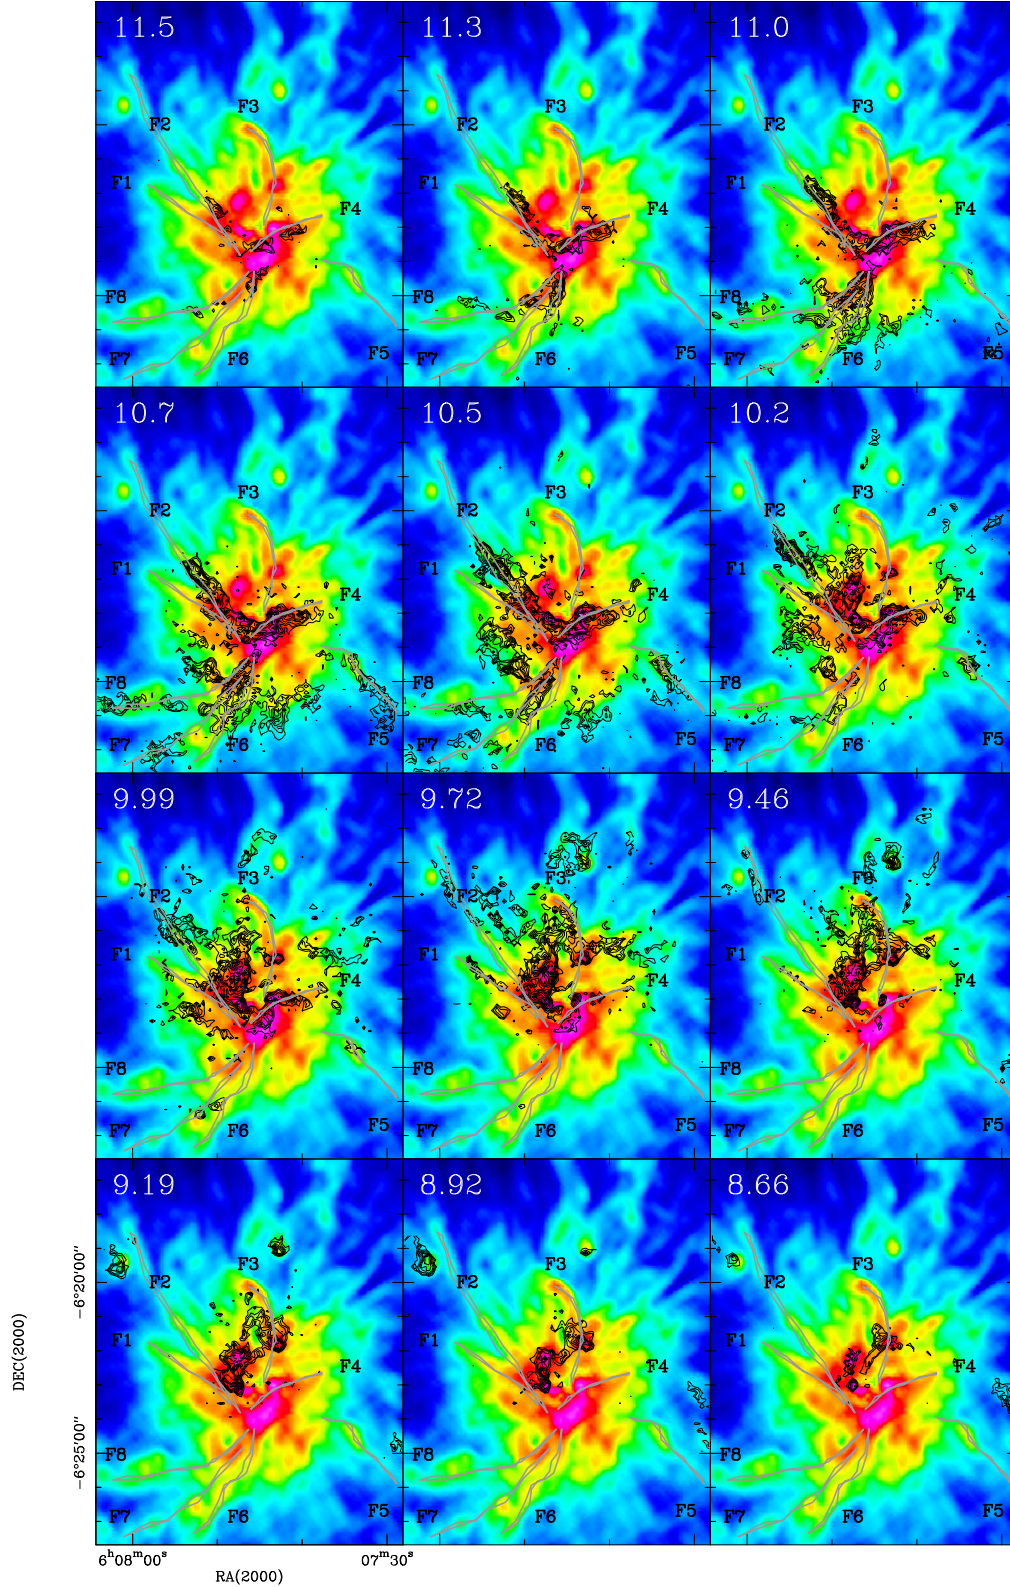 11.5 11.3 11.0
F3 F3 F3
F2 F2 F2
F1 F1 F1
F4 F4 F4
F8 F8 F8
F7 F6 F5 F7 F6 F5 F7 F6 F5
10.7 10.5 10.2
F3 F3 F3
F2 F2 F2
F1 F1 F1
F4 F4 F4
F8 F8 F8
F7 F6 F5 F7 F6 F5 F7 F6 F5
9.99 9.72 9.46
F3 F3 F3
F2 F2 F2
F1 F1 F1
F4 F4 F4
F8 F8 F8
F7 F6 F5 F7 F6 F5 F7 F6 F5
9.19 8.92 8.66
F3 F3 F3
F2 F2 F2
F1 F1 F1
F4 F4 F4
F8 F8 F8
F7 F6 F5 F7 F6 F5 F7 F6 F5
−6°20′00″
−6°25′00″
DEC(2000)
6ʰ08ᵐ00ˢ 07ᵐ30ˢ
RA(2000)